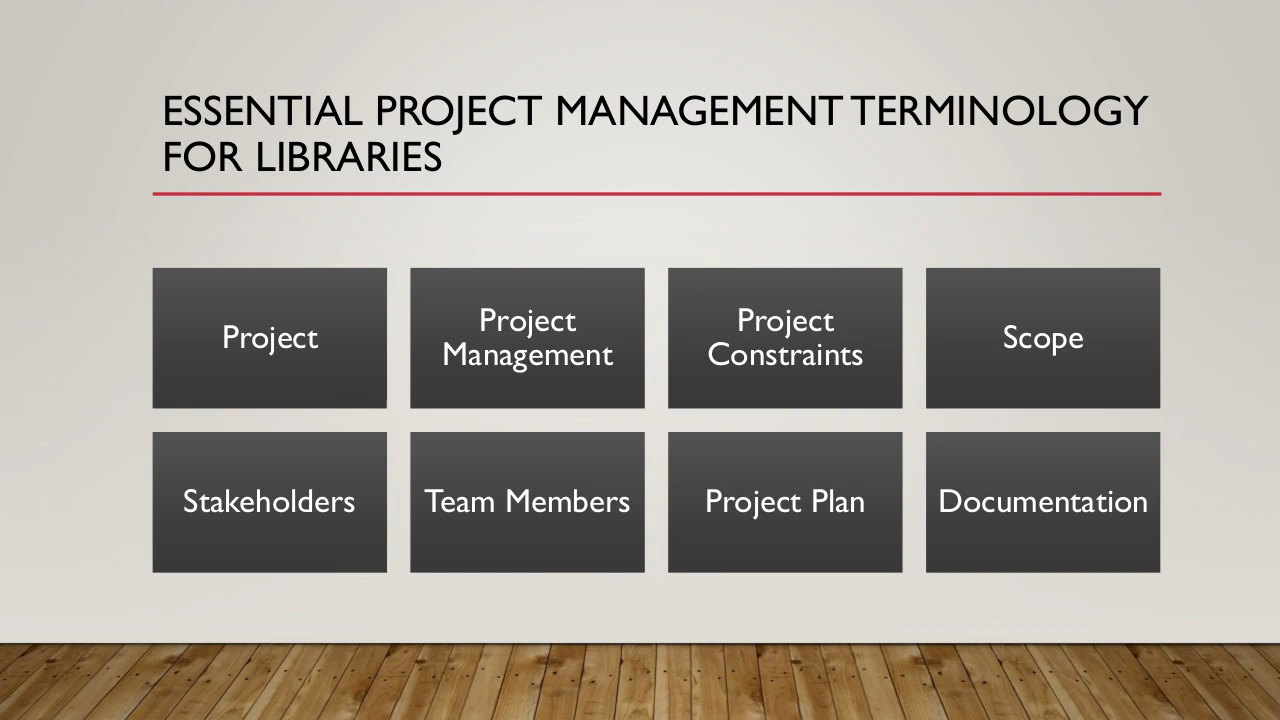 ESSENTIAL PROJECT MANAGEMENT TERMINOLOGY
FOR LIBRARIES
Project
Project
Management
Project
Constraints
Scope
Stakeholders
Team Members
Project Plan
Documentation